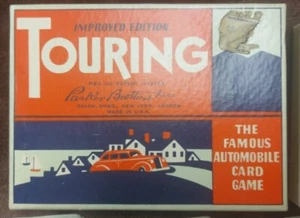 IMPROVED EDITION
TOURING
Parker Brothers Inc
SALEM, MASS. NEW YORK LONDON
MADE IN U.S.A.
THE
FAMOUS
AUTOMOBILE
CARD
GAME